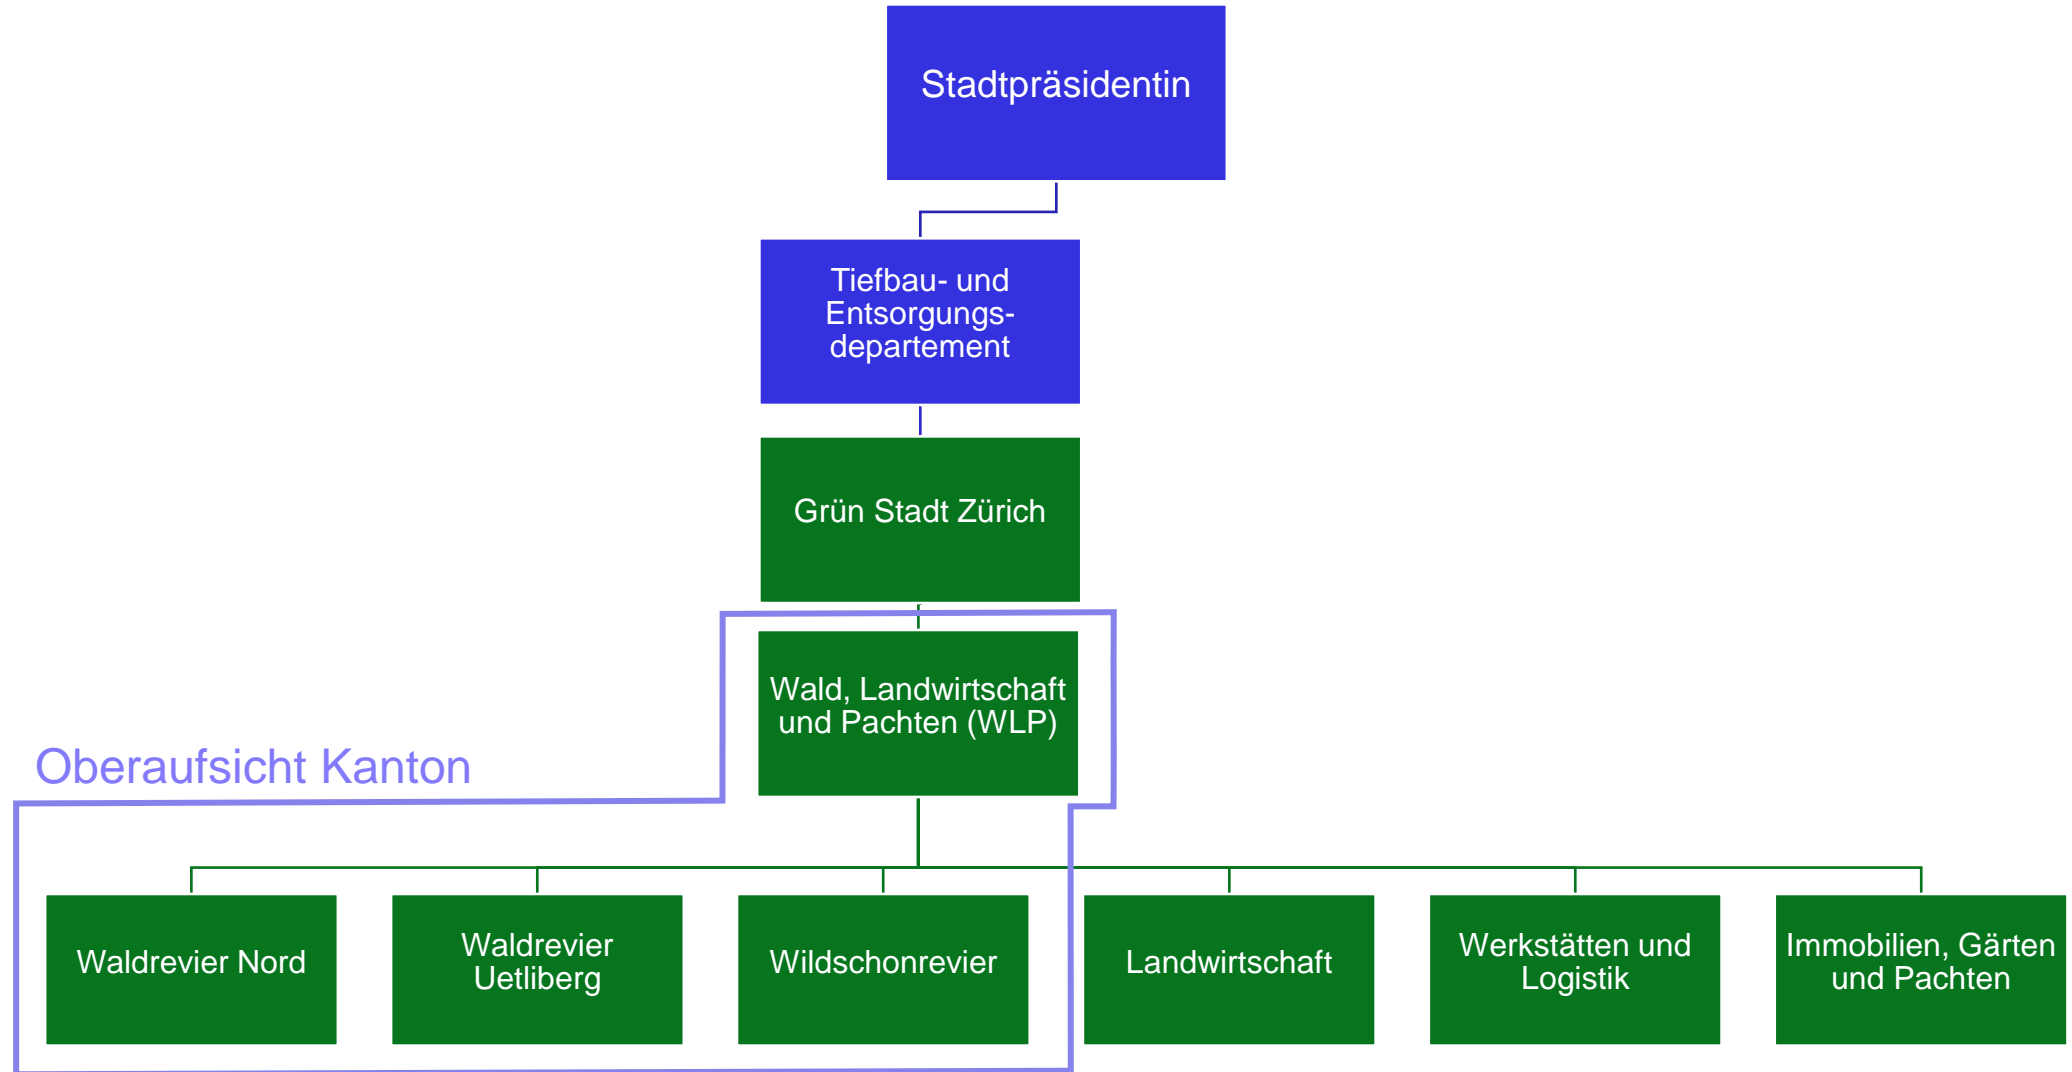 Stadtpräsidentin
Tiefbau- und
Entsorgungs-
departement
Grün Stadt Zürich
Wald, Landwirtschaft
und Pachten (WLP)
Oberaufsicht Kanton
Waldrevier Nord
Waldrevier
Uetliberg
Wildschonrevier
Landwirtschaft
Werkstätten und
Logistik
Immobilien, Gärten
und Pachten